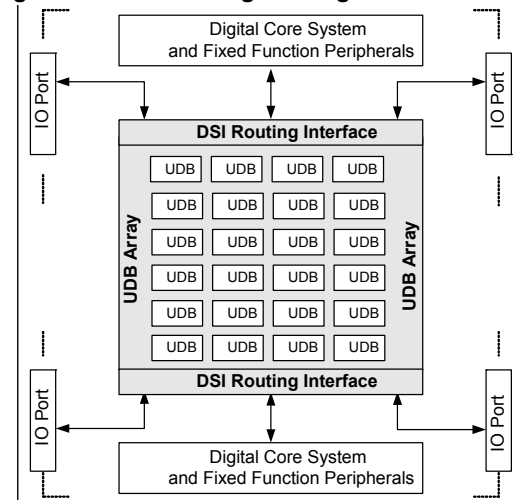 Digital Core System
and Fixed Function Peripherals
IO Port
IO Port
DSI Routing Interface
UDB UDB UDB UDB
UDB UDB UDB UDB
UDB UDB UDB UDB
UDB UDB UDB UDB
UDB UDB UDB UDB
UDB UDB UDB UDB
UDB Array
UDB Array
DSI Routing Interface
IO Port
IO Port
Digital Core System
and Fixed Function Peripherals